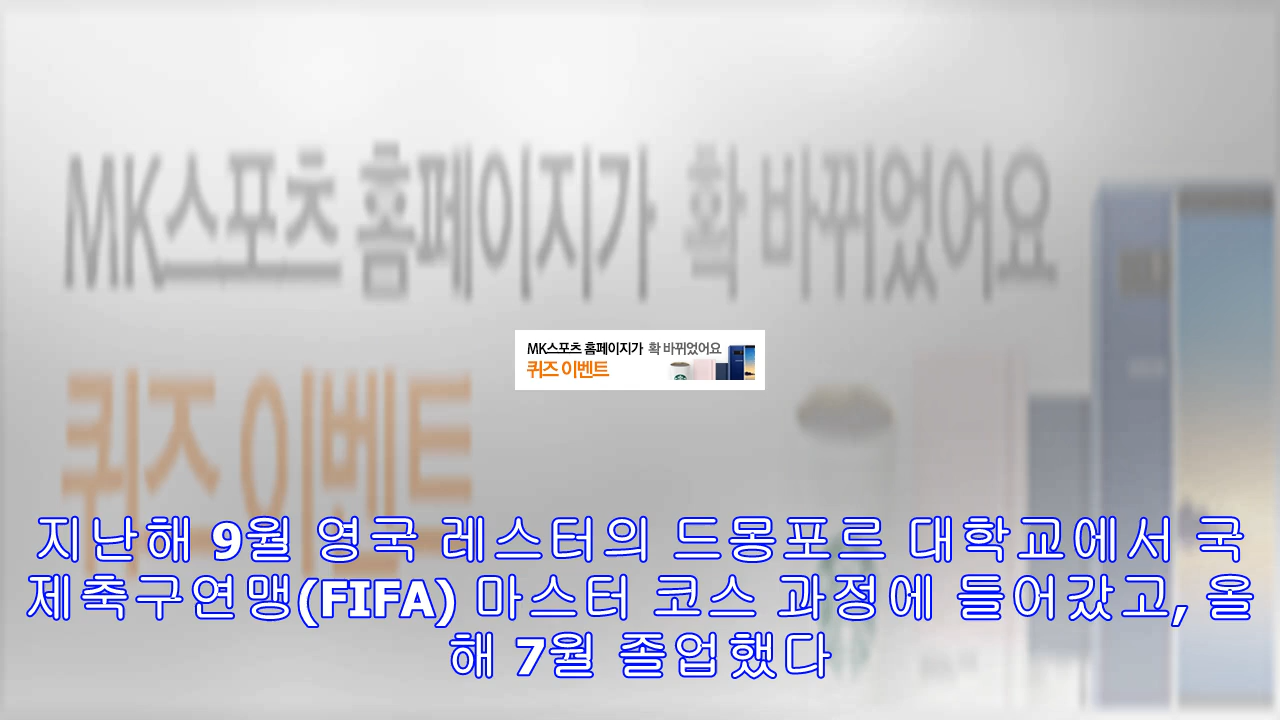 MK스포츠 홈페이지가 확 바뀌었어요
퀴즈 이벤트
MK스포츠 홈페이지가 확 바뀌었어요
퀴즈 이벤트
지난해 9월 영국 레스터의 드몽포르 대학교에서 국
제축구연맹(FIFA) 마스터 코스 과정에 들어갔고, 올
해 7월 졸업했다